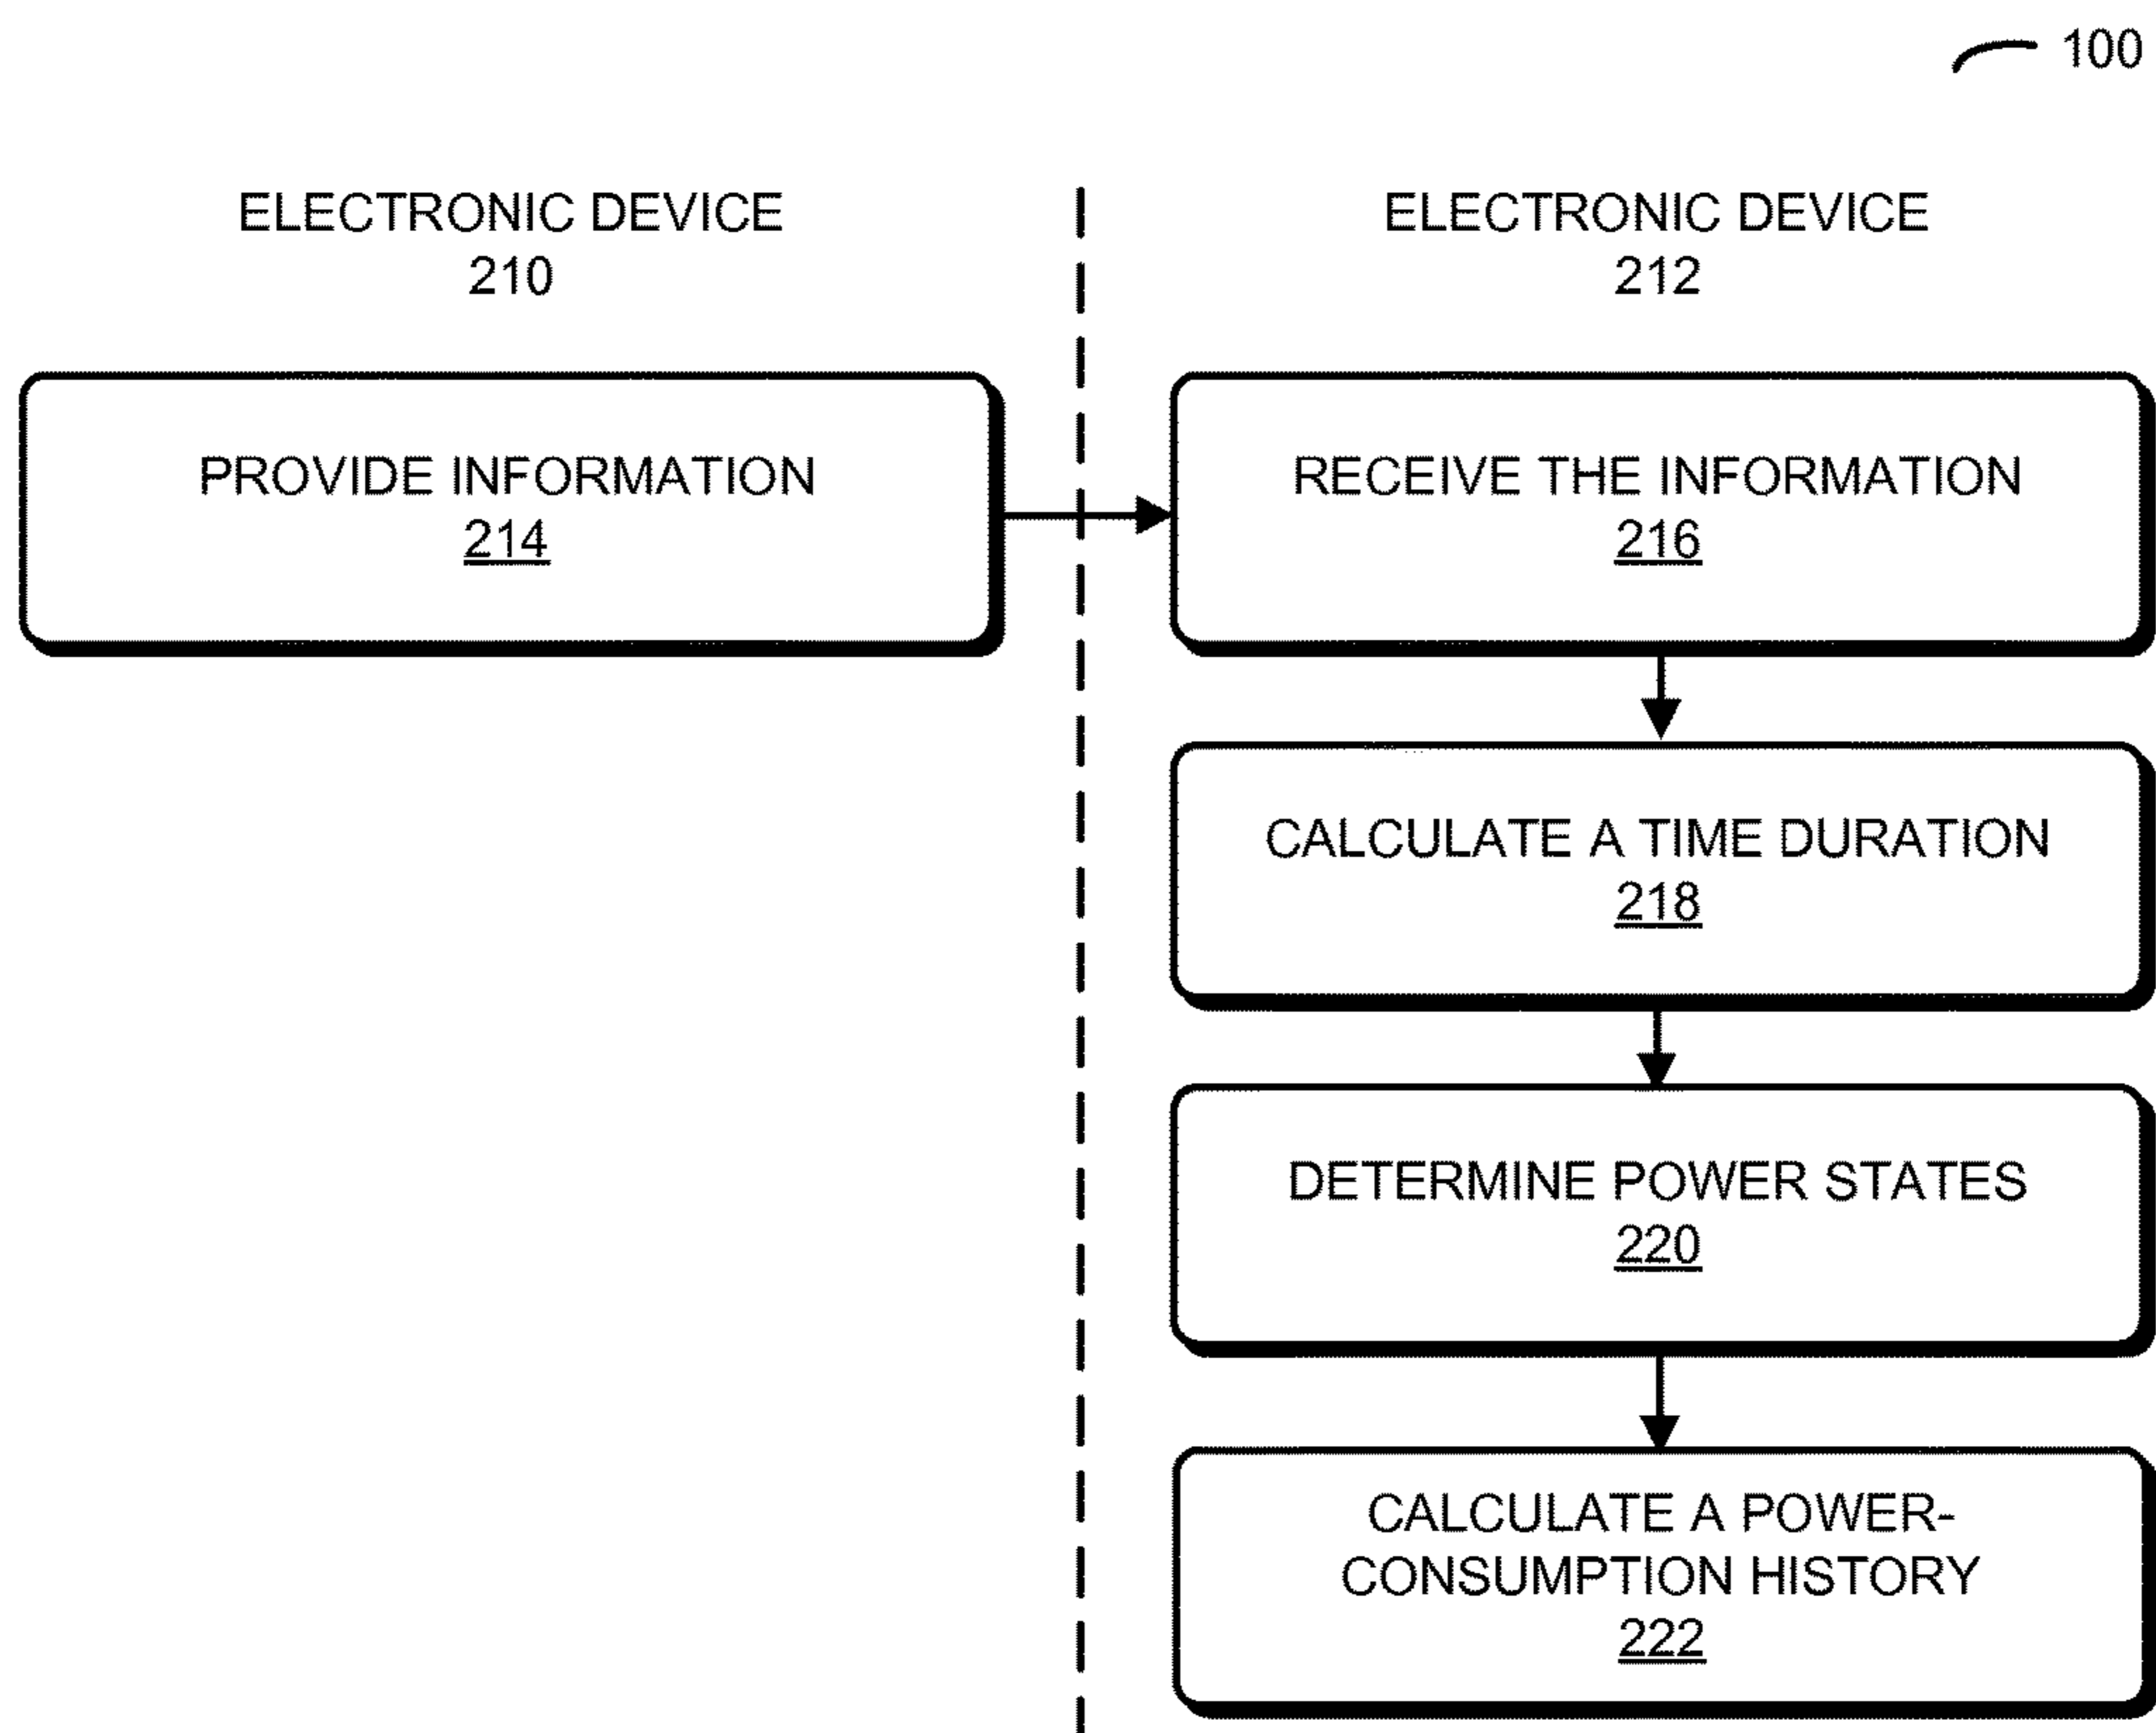 100
ELECTRONIC DEVICE
210
ELECTRONIC DEVICE
212
PROVIDE INFORMATION
214
RECEIVE THE INFORMATION
216
CALCULATE A TIME DURATION
218
DETERMINE POWER STATES
220
CALCULATE A POWER-
CONSUMPTION HISTORY
222